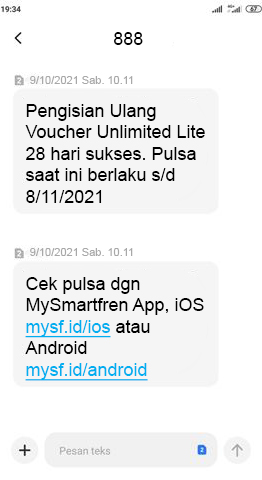 19:34
4G
67
888
2 9/10/2021 Sab. 10.11
Pengisian Ulang
Voucher Unlimited Lite
28 hari sukses. Pulsa
saat ini berlaku s/d
8/11/2021
2 9/10/2021 Sab. 10.11
Cek pulsa dgn
MySmartfren App, iOS
mysf.id/ios atau
Android
mysf.id/android
Pesan teks
2